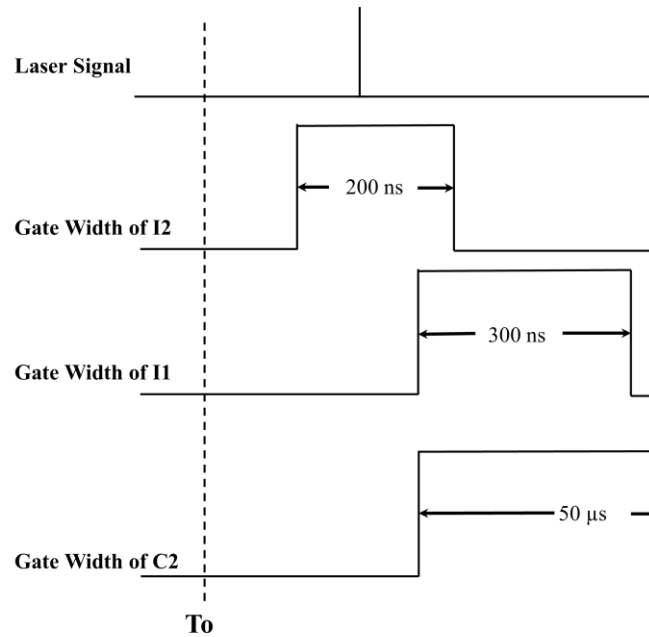 Laser Signal
200 ns
Gate Width of I2
300 ns
Gate Width of I1
50 µs
Gate Width of C2
To